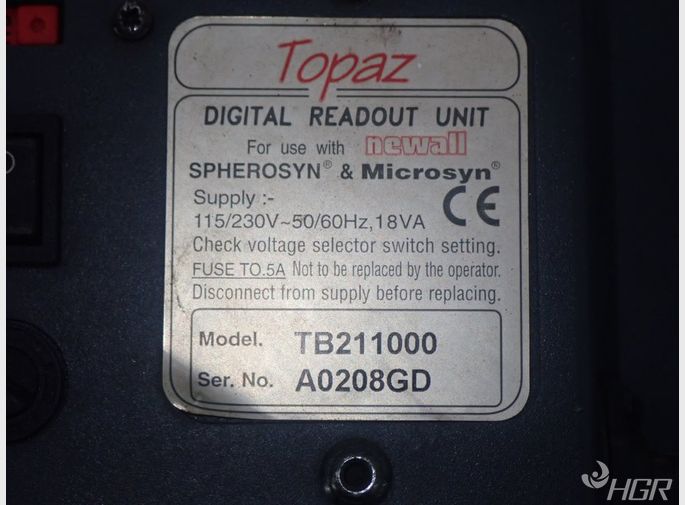 Topaz
DIGITAL READOUT UNIT
For use with newall
SPHEROSYN® & Microsyn®
Supply :-
115/230V~50/60Hz,18VA CE
Check voltage selector switch setting.
FUSE TO.5A Not to be replaced by the operator.
Disconnect from supply before replacing.
Model. TB211000
Ser. No. A0208GD
HGR